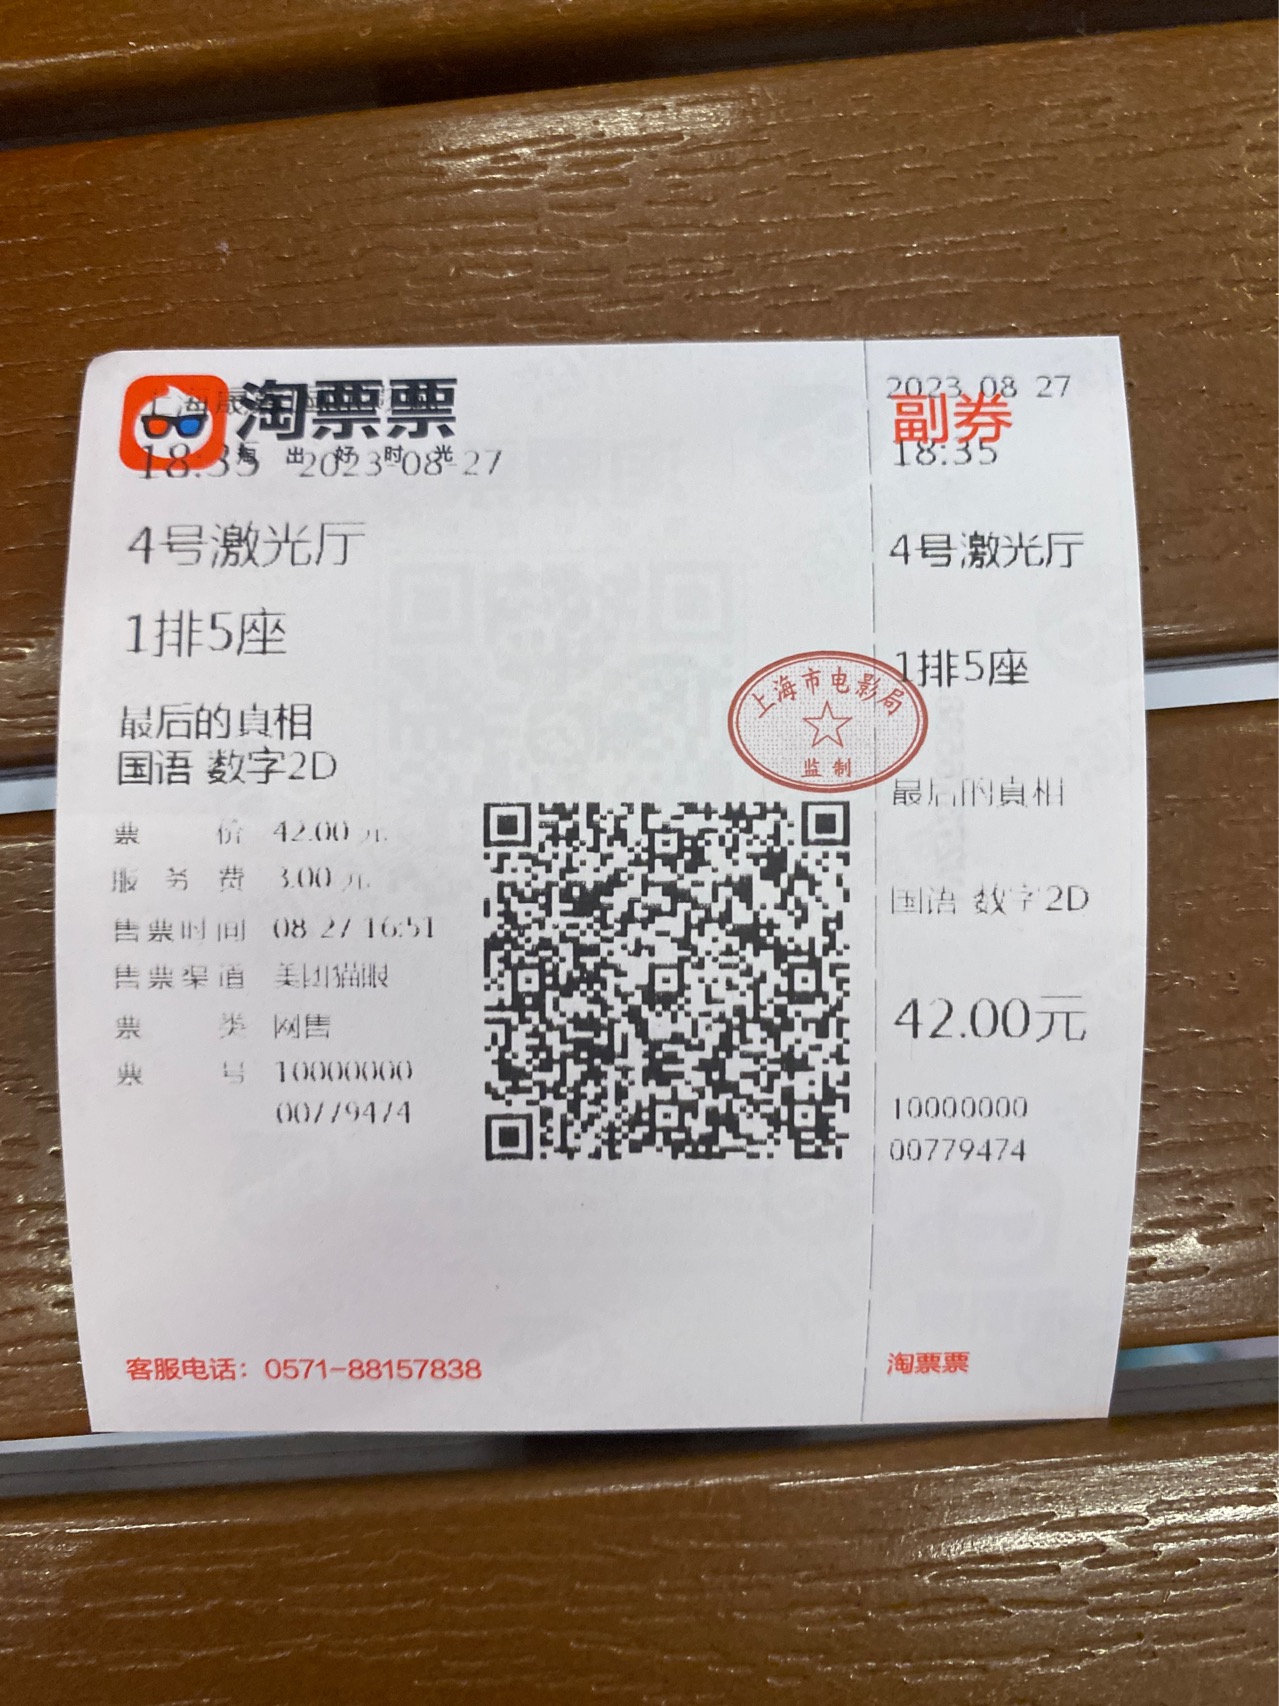 淘票票
淘出好时光
18:35 2023-08-27
4号激光厅
1排5座
最后的真相
国语 数字2D
票价 42.00元
服务费 3.00元
售票时间 08-27 16:51
售票渠道 美团猫眼
票类 网售
票号 10000000
00779474
客服电话：0571-88157838
上海市电影局
监制
2023-08-27
副券
18:35
4号激光厅
1排5座
最后的真相
国语 数字2D
42.00元
10000000
00779474
淘票票